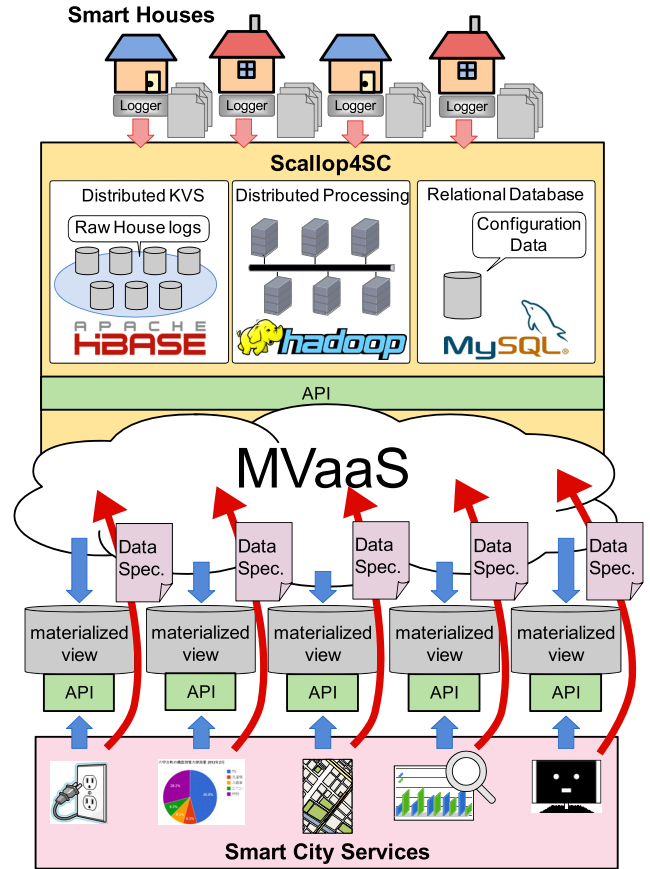 Smart Houses
Logger
Logger
Logger
Logger
Scallop4SC
Distributed KVS
Distributed Processing
Relational Database
Raw House logs
Configuration
Data
APACHE
HBASE
hadoop
MySQL®
API
MVaaS
Data
Spec.
Data
Spec.
Data
Spec.
Data
Spec.
Data
Spec.
materialized
view
materialized
view
materialized
view
materialized
view
materialized
view
API
API
API
API
API
Smart City Services